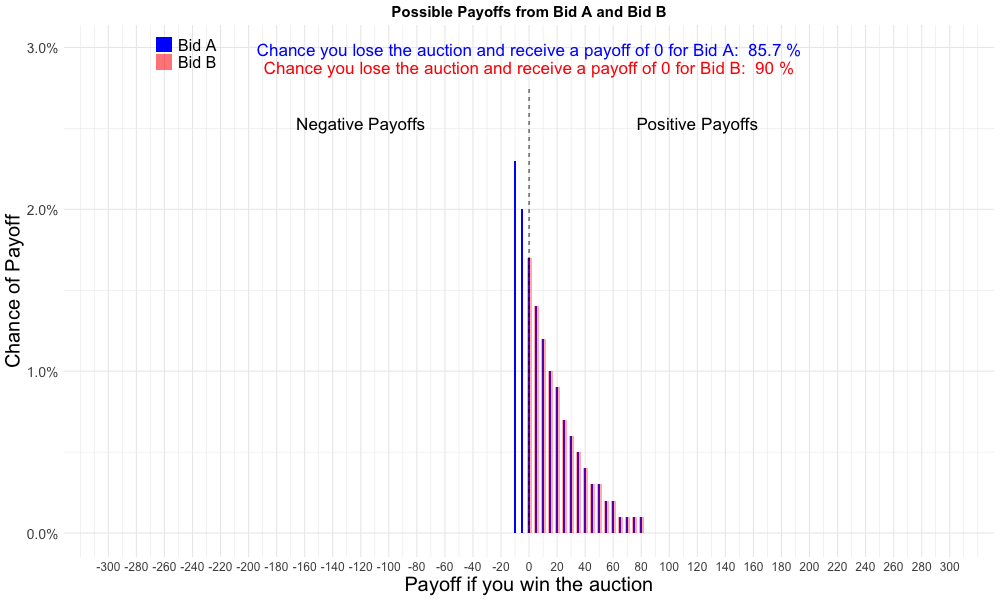 Possible Payoffs from Bid A and Bid B
Bid A
Bid B
Chance you lose the auction and receive a payoff of 0 for Bid A:  85.7 %
Chance you lose the auction and receive a payoff of 0 for Bid B:  90 %
Negative Payoffs
Positive Payoffs
Chance of Payoff
3.0%
2.0%
1.0%
0.0%
-300 -280 -260 -240 -220 -200 -180 -160 -140 -120 -100 -80 -60 -40 -20 0 20 40 60 80 100 120 140 160 180 200 220 240 260 280 300
Payoff if you win the auction